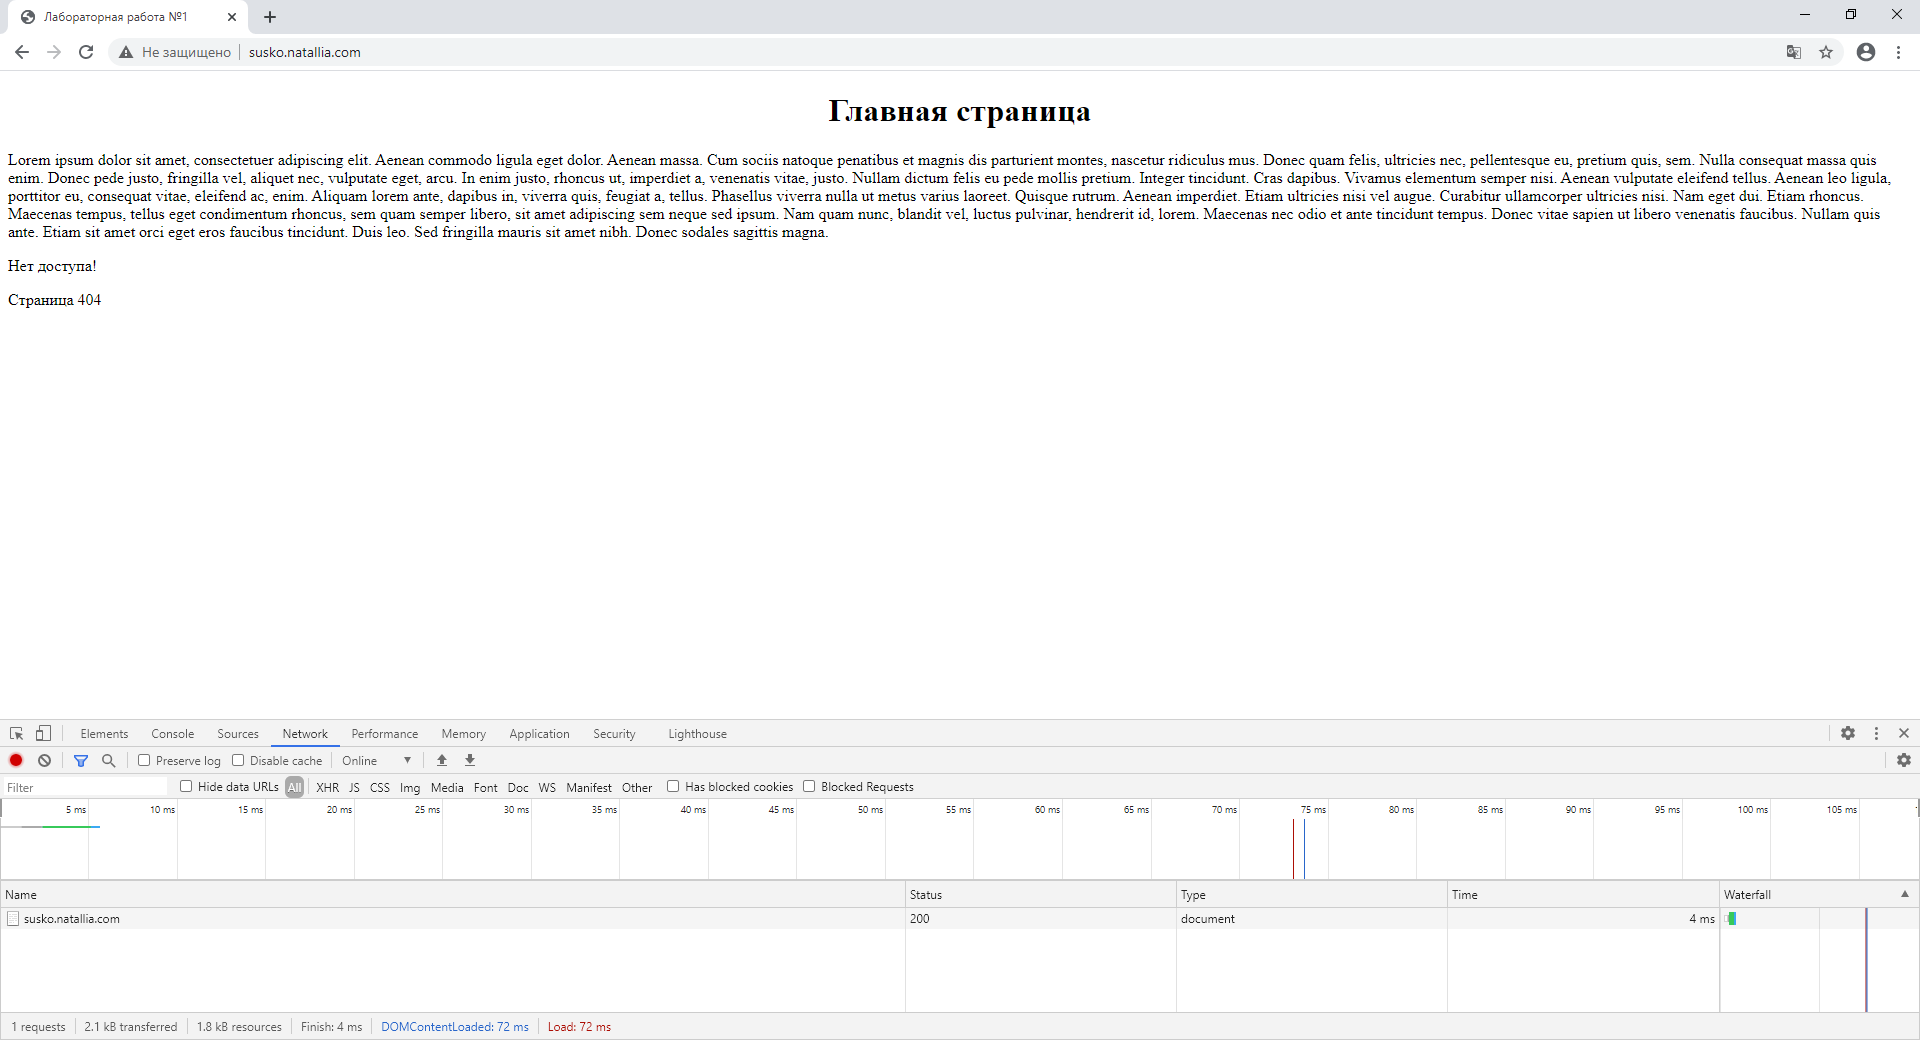 Лабораторная работа №1
Не защищено
susko.natallia.com
Главная страница
Lorem ipsum dolor sit amet, consectetuer adipiscing elit. Aenean commodo ligula eget dolor. Aenean massa. Cum sociis natoque penatibus et magnis dis parturient montes, nascetur ridiculus mus. Donec quam felis, ultricies nec, pellentesque eu, pretium quis, sem. Nulla consequat massa quis
enim. Donec pede justo, fringilla vel, aliquet nec, vulputate eget, arcu. In enim justo, rhoncus ut, imperdiet a, venenatis vitae, justo. Nullam dictum felis eu pede mollis pretium. Integer tincidunt. Cras dapibus. Vivamus elementum semper nisi. Aenean vulputate eleifend tellus. Aenean leo ligula,
porttitor eu, consequat vitae, eleifend ac, enim. Aliquam lorem ante, dapibus in, viverra quis, feugiat a, tellus. Phasellus viverra nulla ut metus varius laoreet. Quisque rutrum. Aenean imperdiet. Etiam ultricies nisi vel augue. Curabitur ullamcorper ultricies nisi. Nam eget dui. Etiam rhoncus.
Maecenas tempus, tellus eget condimentum rhoncus, sem quam semper libero, sit amet adipiscing sem neque sed ipsum. Nam quam nunc, blandit vel, luctus pulvinar, hendrerit id, lorem. Maecenas nec odio et ante tincidunt tempus. Donec vitae sapien ut libero venenatis faucibus. Nullam quis
ante. Etiam sit amet orci eget eros faucibus tincidunt. Duis leo. Sed fringilla mauris sit amet nibh. Donec sodales sagittis magna.
Нет доступа!
Страница 404
Elements Console Sources Network Performance Memory Application Security Lighthouse
Preserve log Disable cache Online
Filter Hide data URLs All XHR JS CSS Img Media Font Doc WS Manifest Other Has blocked cookies Blocked Requests
5 ms 10 ms 15 ms 20 ms 25 ms 30 ms 35 ms 40 ms 45 ms 50 ms 55 ms 60 ms 65 ms 70 ms 75 ms 80 ms 85 ms 90 ms 95 ms 100 ms 105 ms
Name Status Type Time Waterfall
susko.natallia.com 200 document 4 ms
1 requests 2.1 kB transferred 1.8 kB resources Finish: 4 ms DOMContentLoaded: 72 ms Load: 72 ms